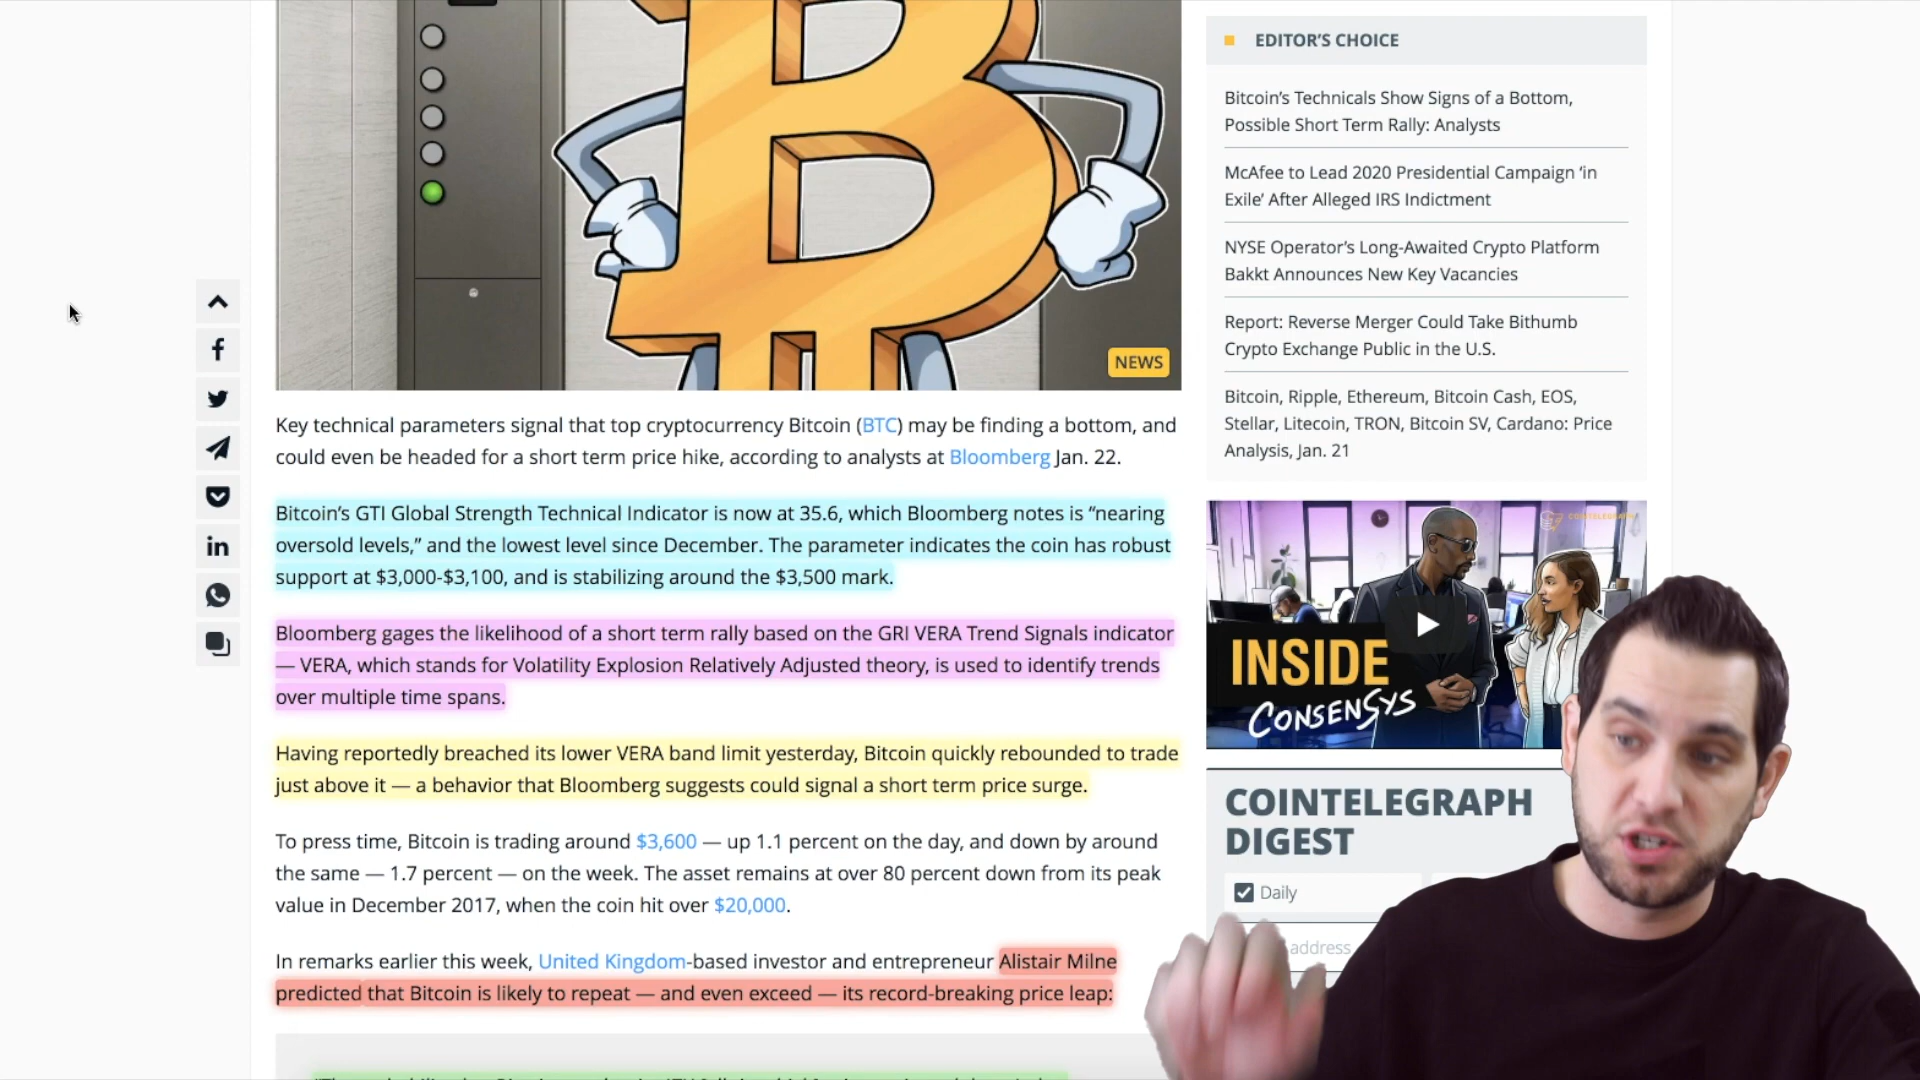 NEWS
Key technical parameters signal that top cryptocurrency Bitcoin (BTC) may be finding a bottom, and
could even be headed for a short term price hike, according to analysts at Bloomberg Jan. 22.
Bitcoin’s GTI Global Strength Technical Indicator is now at 35.6, which Bloomberg notes is “nearing
oversold levels,” and the lowest level since December. The parameter indicates the coin has robust
support at $3,000-$3,100, and is stabilizing around the $3,500 mark.
Bloomberg gages the likelihood of a short term rally based on the GRI VERA Trend Signals indicator
— VERA, which stands for Volatility Explosion Relatively Adjusted theory, is used to identify trends
over multiple time spans.
Having reportedly breached its lower VERA band limit yesterday, Bitcoin quickly rebounded to trade
just above it — a behavior that Bloomberg suggests could signal a short term price surge.
To press time, Bitcoin is trading around $3,600 — up 1.1 percent on the day, and down by around
the same — 1.7 percent — on the week. The asset remains at over 80 percent down from its peak
value in December 2017, when the coin hit over $20,000.
In remarks earlier this week, United Kingdom-based investor and entrepreneur Alistair Milne
predicted that Bitcoin is likely to repeat — and even exceed — its record-breaking price leap:
EDITOR’S CHOICE
Bitcoin’s Technicals Show Signs of a Bottom,
Possible Short Term Rally: Analysts
McAfee to Lead 2020 Presidential Campaign ‘in
Exile’ After Alleged IRS Indictment
NYSE Operator’s Long-Awaited Crypto Platform
Bakkt Announces New Key Vacancies
Report: Reverse Merger Could Take Bithumb
Crypto Exchange Public in the U.S.
Bitcoin, Ripple, Ethereum, Bitcoin Cash, EOS,
Stellar, Litecoin, TRON, Bitcoin SV, Cardano: Price
Analysis, Jan. 21
COINTELEGRAPH
INSIDE
CONSENSYS
COINTELEGRAPH
DIGEST
Daily
address